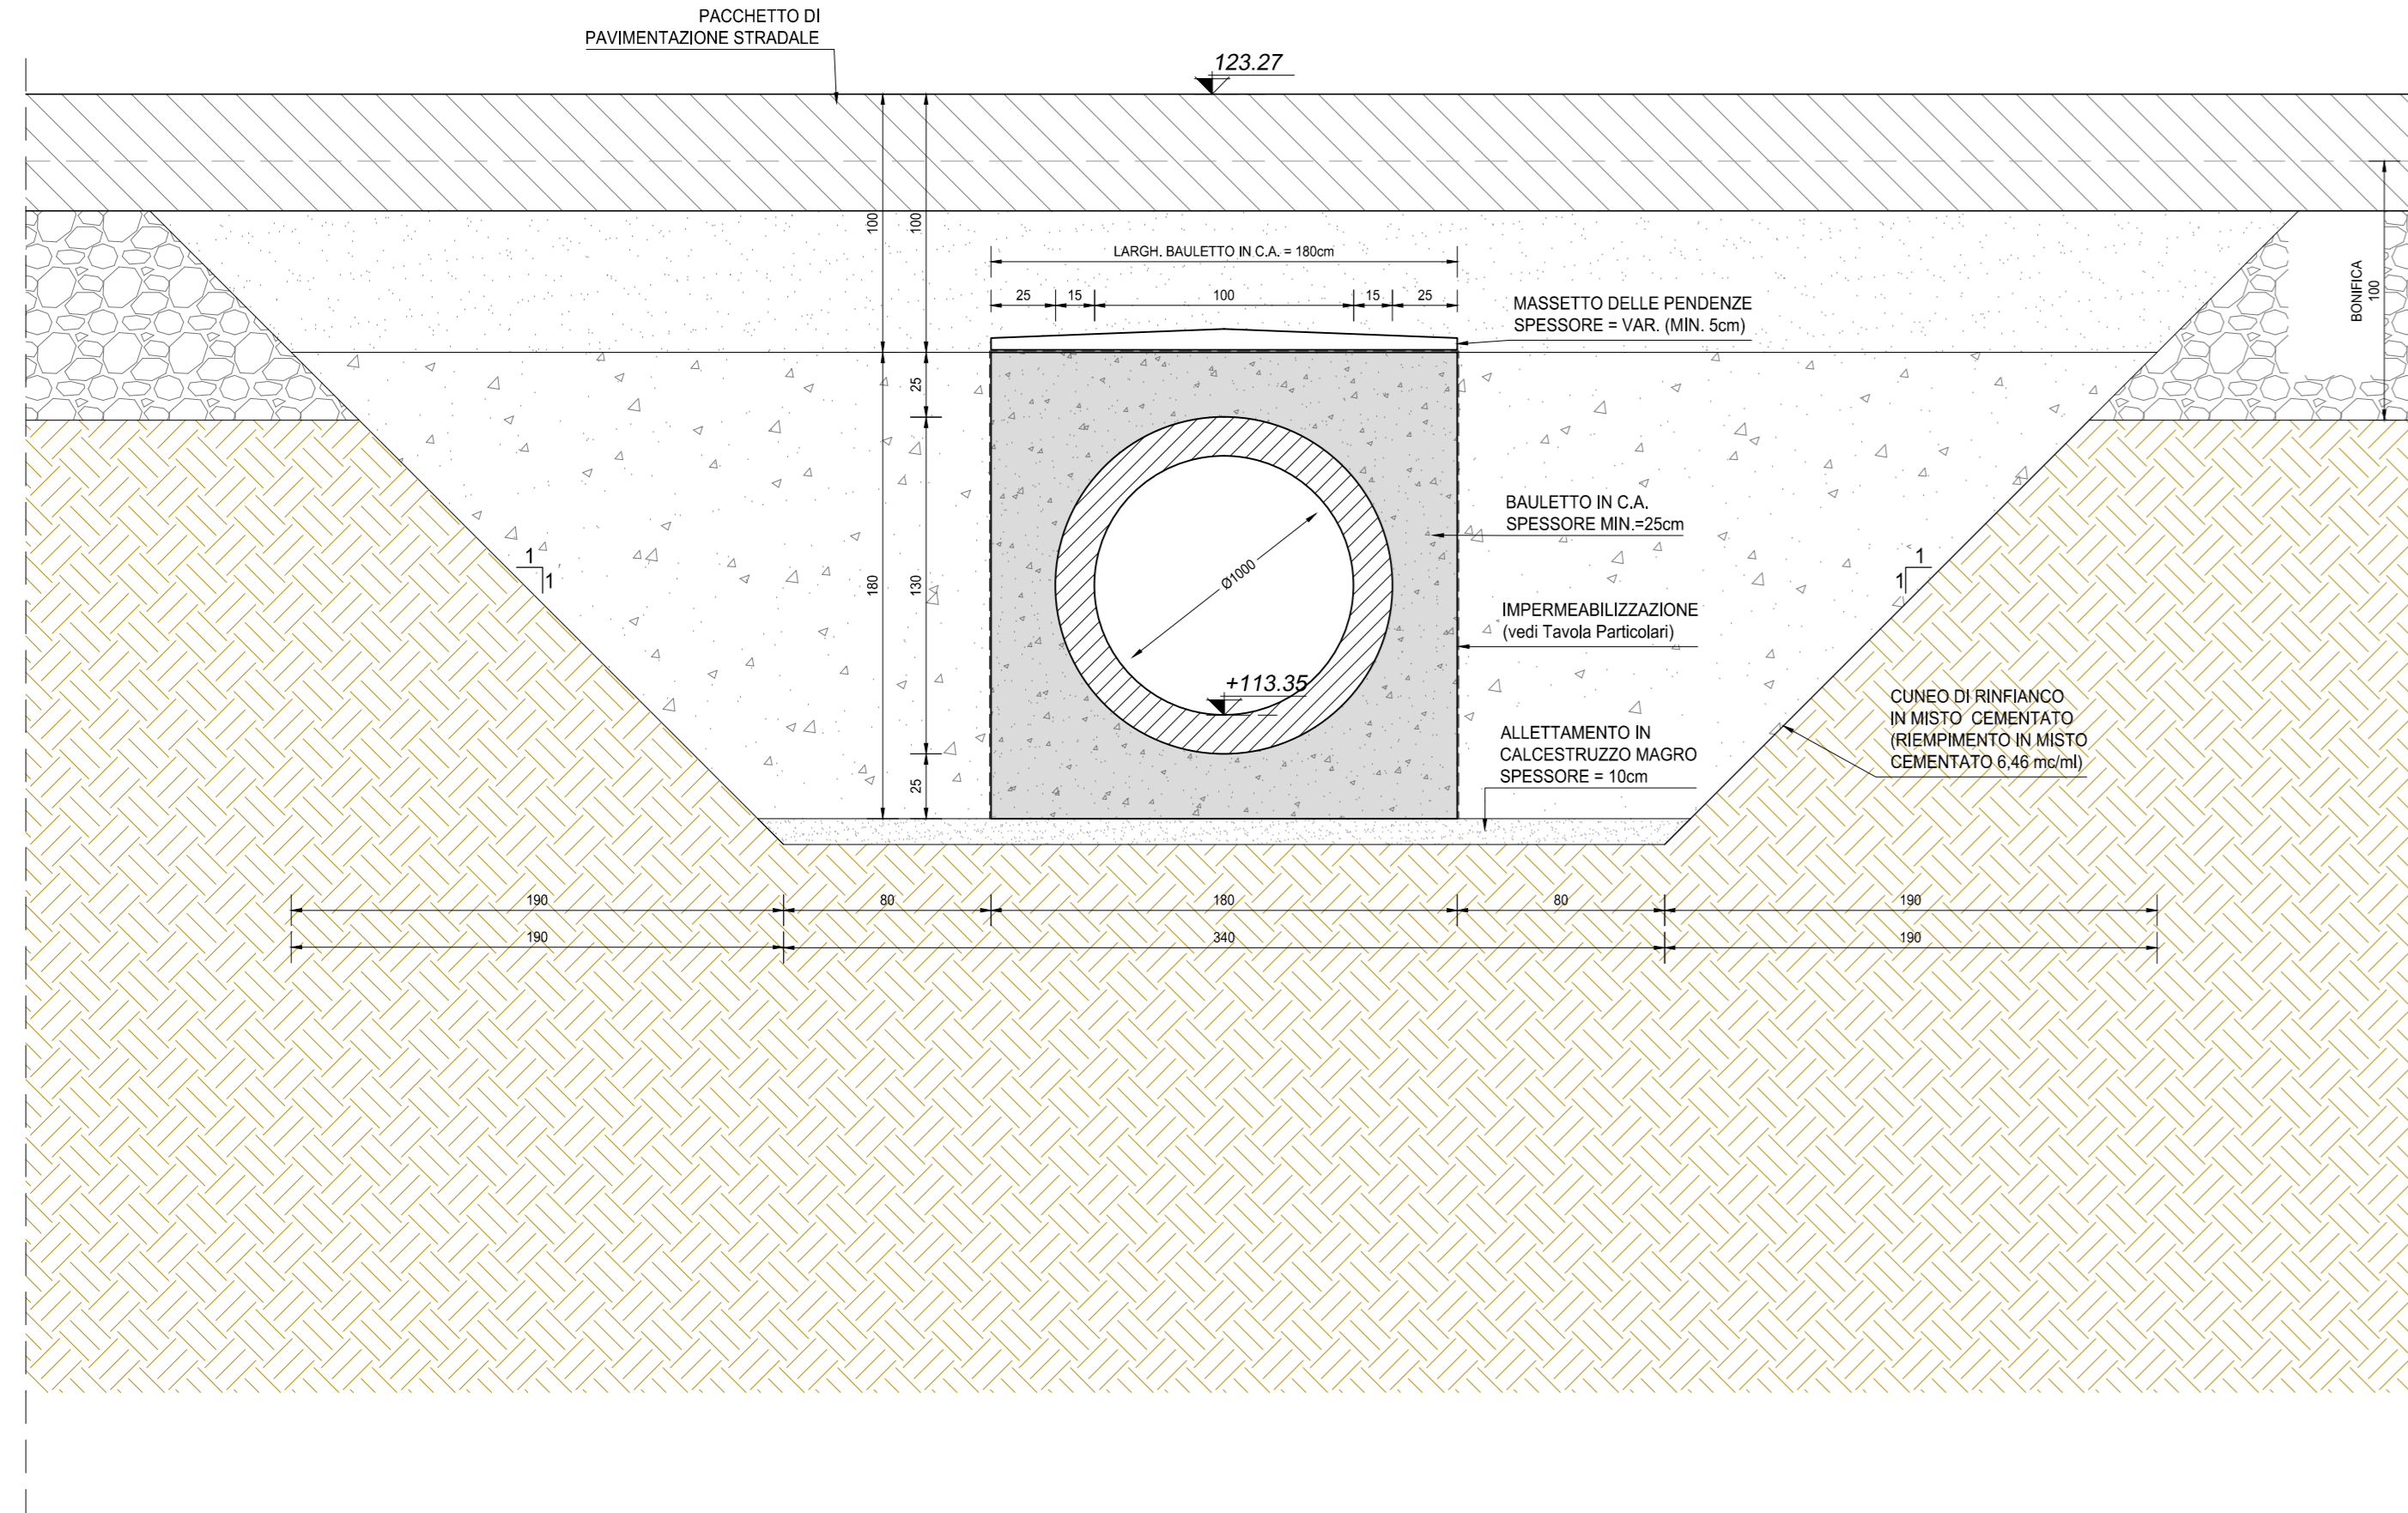 PACCHETTO DI
PAVIMENTAZIONE STRADALE
123.27
100
100
BONIFICA
100
LARGH. BAULETTO IN C.A. = 180cm
25 15 100 15 25
MASSETTO DELLE PENDENZE
SPESSORE = VAR. (MIN. 5cm)
25
BAULETTO IN C.A.
SPESSORE MIN.=25cm
1
1
1
1
180
130
Ø1000
IMPERMEABILIZZAZIONE
(vedi Tavola Particolari)
+113.35
CUNEO DI RINFIANCO
IN MISTO CEMENTATO
(RIEMPIMENTO IN MISTO
CEMENTATO 6,46 mc/ml)
ALLETTAMENTO IN
CALCESTRUZZO MAGRO
SPESSORE = 10cm
25
190 80 180 80 190
190 340 190